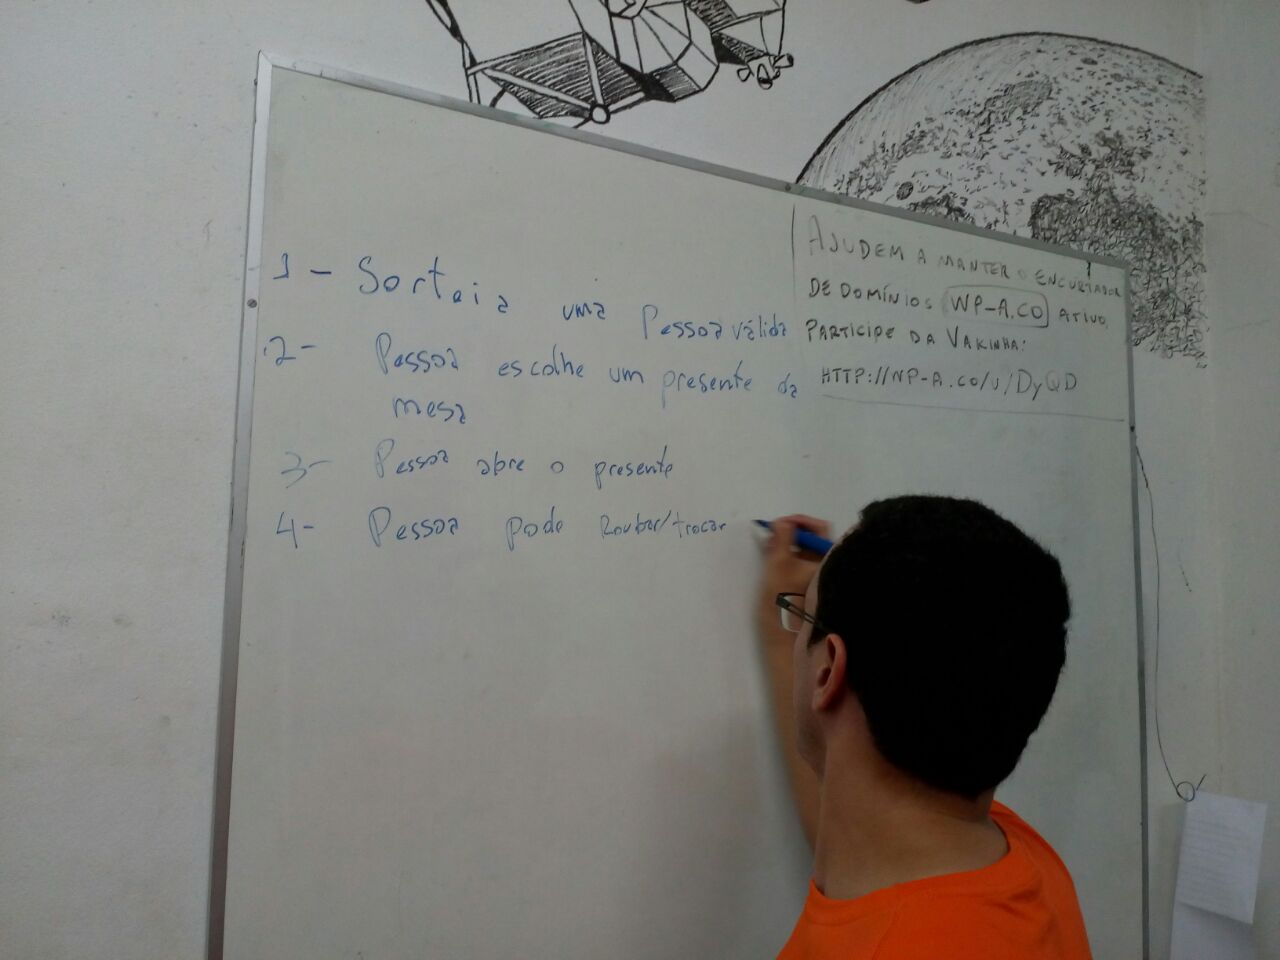 1 - Sorteia uma Pessoa válida
2 - Pessoa escolhe um presente da
mesa
3 - Pessoa abre o presente
4 - Pessoa pode Roubar/trocar
AJUDEM A MANTER O ENCURTADOR
DE DOMÍNIOS WP-A.CO ATIVO.
PARTICIPE DA VAKINHA:
HTTP://WP-A.CO/U/DyQD